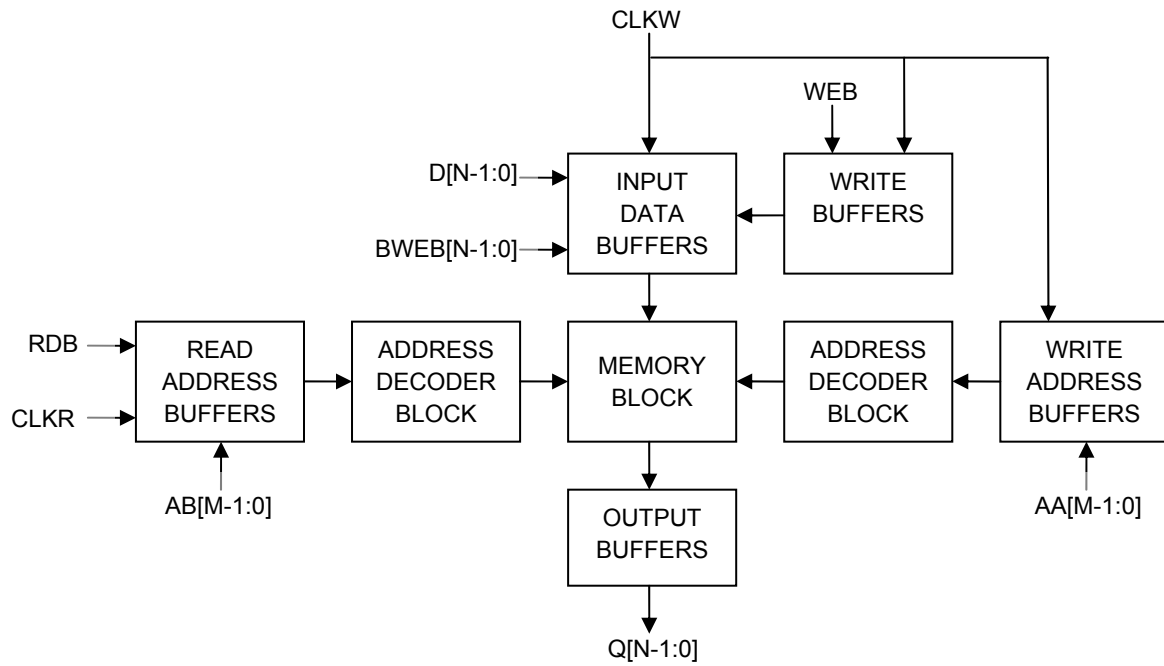 CLKW
WEB
D[N-1:0]
BWEB[N-1:0]
INPUT
DATA
BUFFERS
WRITE
BUFFERS
RDB
CLKR
READ
ADDRESS
BUFFERS
ADDRESS
DECODER
BLOCK
MEMORY
BLOCK
ADDRESS
DECODER
BLOCK
WRITE
ADDRESS
BUFFERS
AB[M-1:0]
AA[M-1:0]
OUTPUT
BUFFERS
Q[N-1:0]